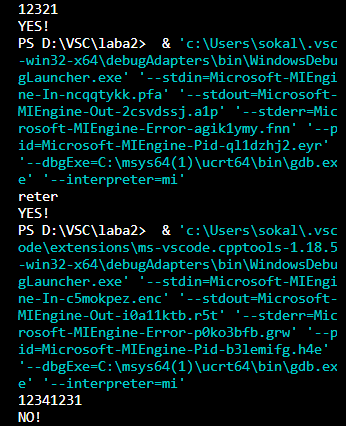 12321
YES!
PS D:\VSC\laba2>  & 'c:\Users\sokal\.vsc
-win32-x64\debugAdapters\bin\WindowsDebu
gLauncher.exe' '--stdin=Microsoft-MIEngi
ne-In-ncqqtykk.pfa' '--stdout=Microsoft-
MIEngine-Out-2csvdssj.a1p' '--stderr=Mic
rosoft-MIEngine-Error-agik1ymy.fnn' '--p
id=Microsoft-MIEngine-Pid-ql1dzhj2.eyr'
'--dbgExe=C:\msys64(1)\ucrt64\bin\gdb.ex
e' '--interpreter=mi'
reter
YES!
PS D:\VSC\laba2>  & 'c:\Users\sokal\.vsc
ode\extensions\ms-vscode.cpptools-1.18.5
-win32-x64\debugAdapters\bin\WindowsDebu
gLauncher.exe' '--stdin=Microsoft-MIEngi
ne-In-c5mokpez.enc' '--stdout=Microsoft-
MIEngine-Out-i0a11ktb.r5t' '--stderr=Mic
rosoft-MIEngine-Error-p0ko3bfb.grw' '--p
id=Microsoft-MIEngine-Pid-b3lemifg.h4e'
'--dbgExe=C:\msys64(1)\ucrt64\bin\gdb.ex
e' '--interpreter=mi'
12341231
NO!